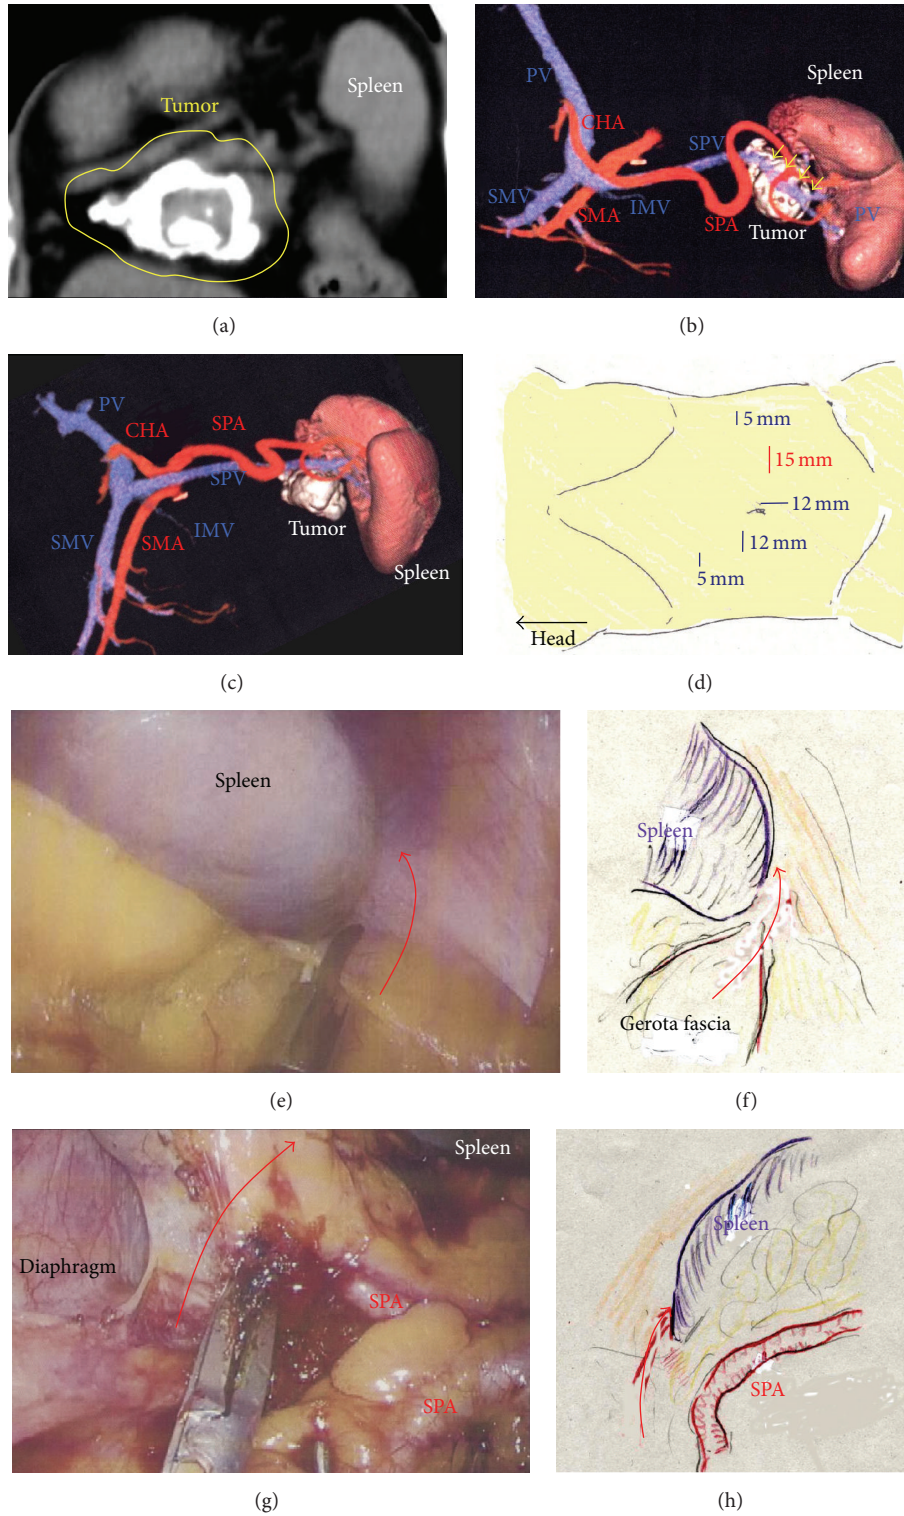 Tumor
Spleen
(a)
PV
Spleen
CHA
SPV
SMV
IMV
SMA
SPA
PV
Tumor
(b)
PV
CHA
SPA
SPV
IMV
Tumor
SMV
SMA
Spleen
(c)
5 mm
15 mm
12 mm
12 mm
5 mm
Head
(d)
Spleen
(e)
Spleen
Gerota fascia
(f)
Spleen
Diaphragm
SPA
SPA
(g)
Spleen
SPA
(h)